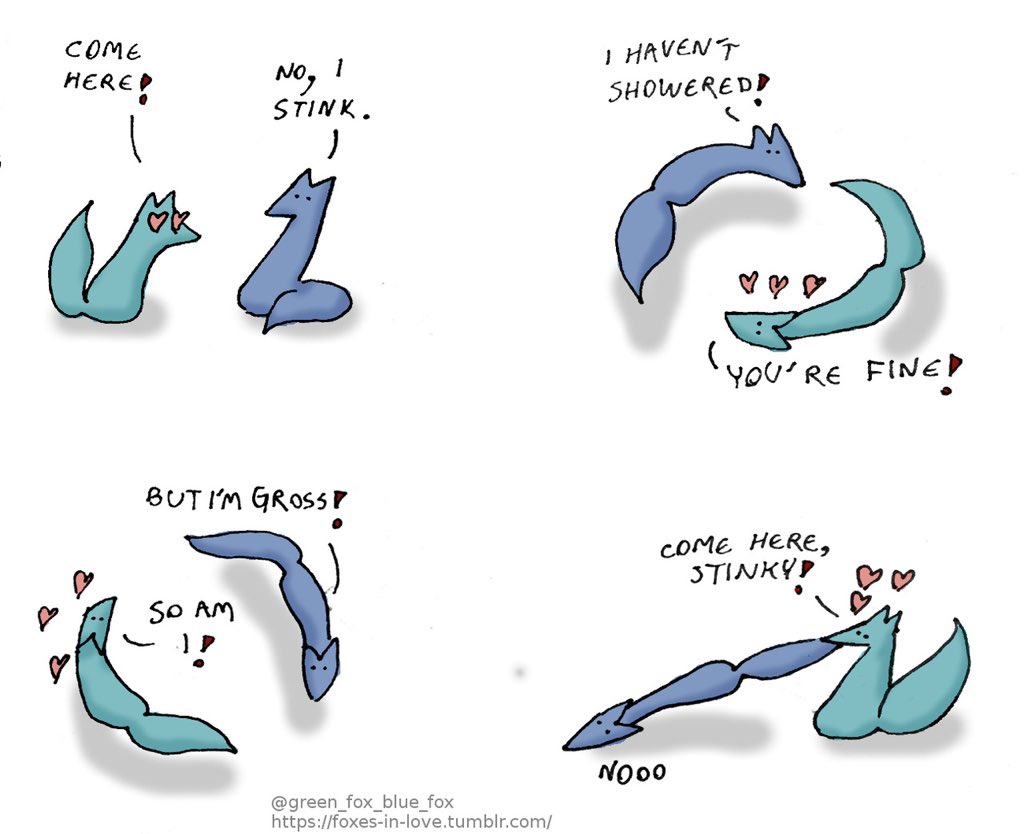 COME
HERE!
NO, I
STINK.
I HAVEN'T
SHOWERED!
YOU'RE FINE!
BUT I'M GROSS!
SO AM
I!
COME HERE,
STINKY!
NOOO
@green_fox_blue_fox
https://foxes-in-love.tumblr.com/